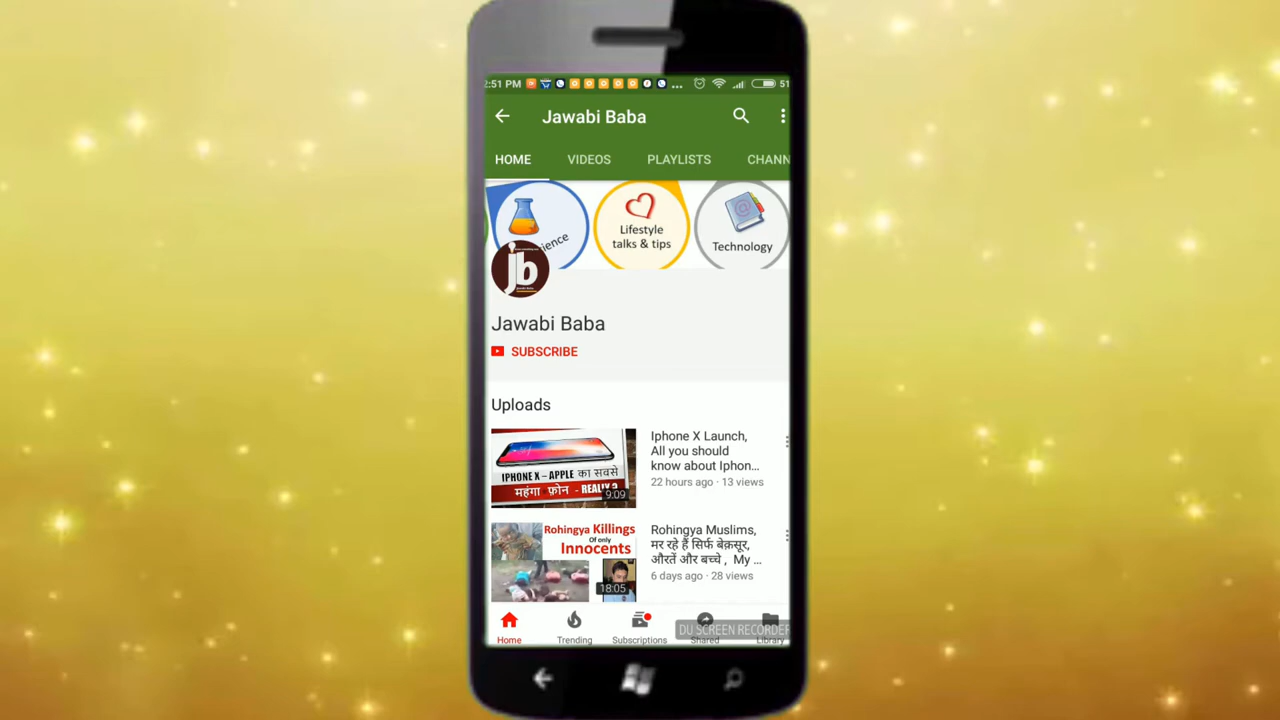 2:51 PM
51
Jawabi Baba
HOME VIDEOS PLAYLISTS CHANN
ience
Lifestyle
talks & tips
Technology
jb
Jawabi Baba
SUBSCRIBE
Uploads
IPHONE X – APPLE का सबसे
महंगा फ़ोन - REALLY ?
9:09
Iphone X Launch,
All you should
know about Iphon...
22 hours ago · 13 views
Rohingya Killings
Of only
Innocents
18:05
Rohingya Muslims,
मर रहे हैं सिर्फ बेक़सूर,
औरतें और बच्चे , My ...
6 days ago · 28 views
DU SCREEN RECORDER
Home Trending Subscriptions Shared Library